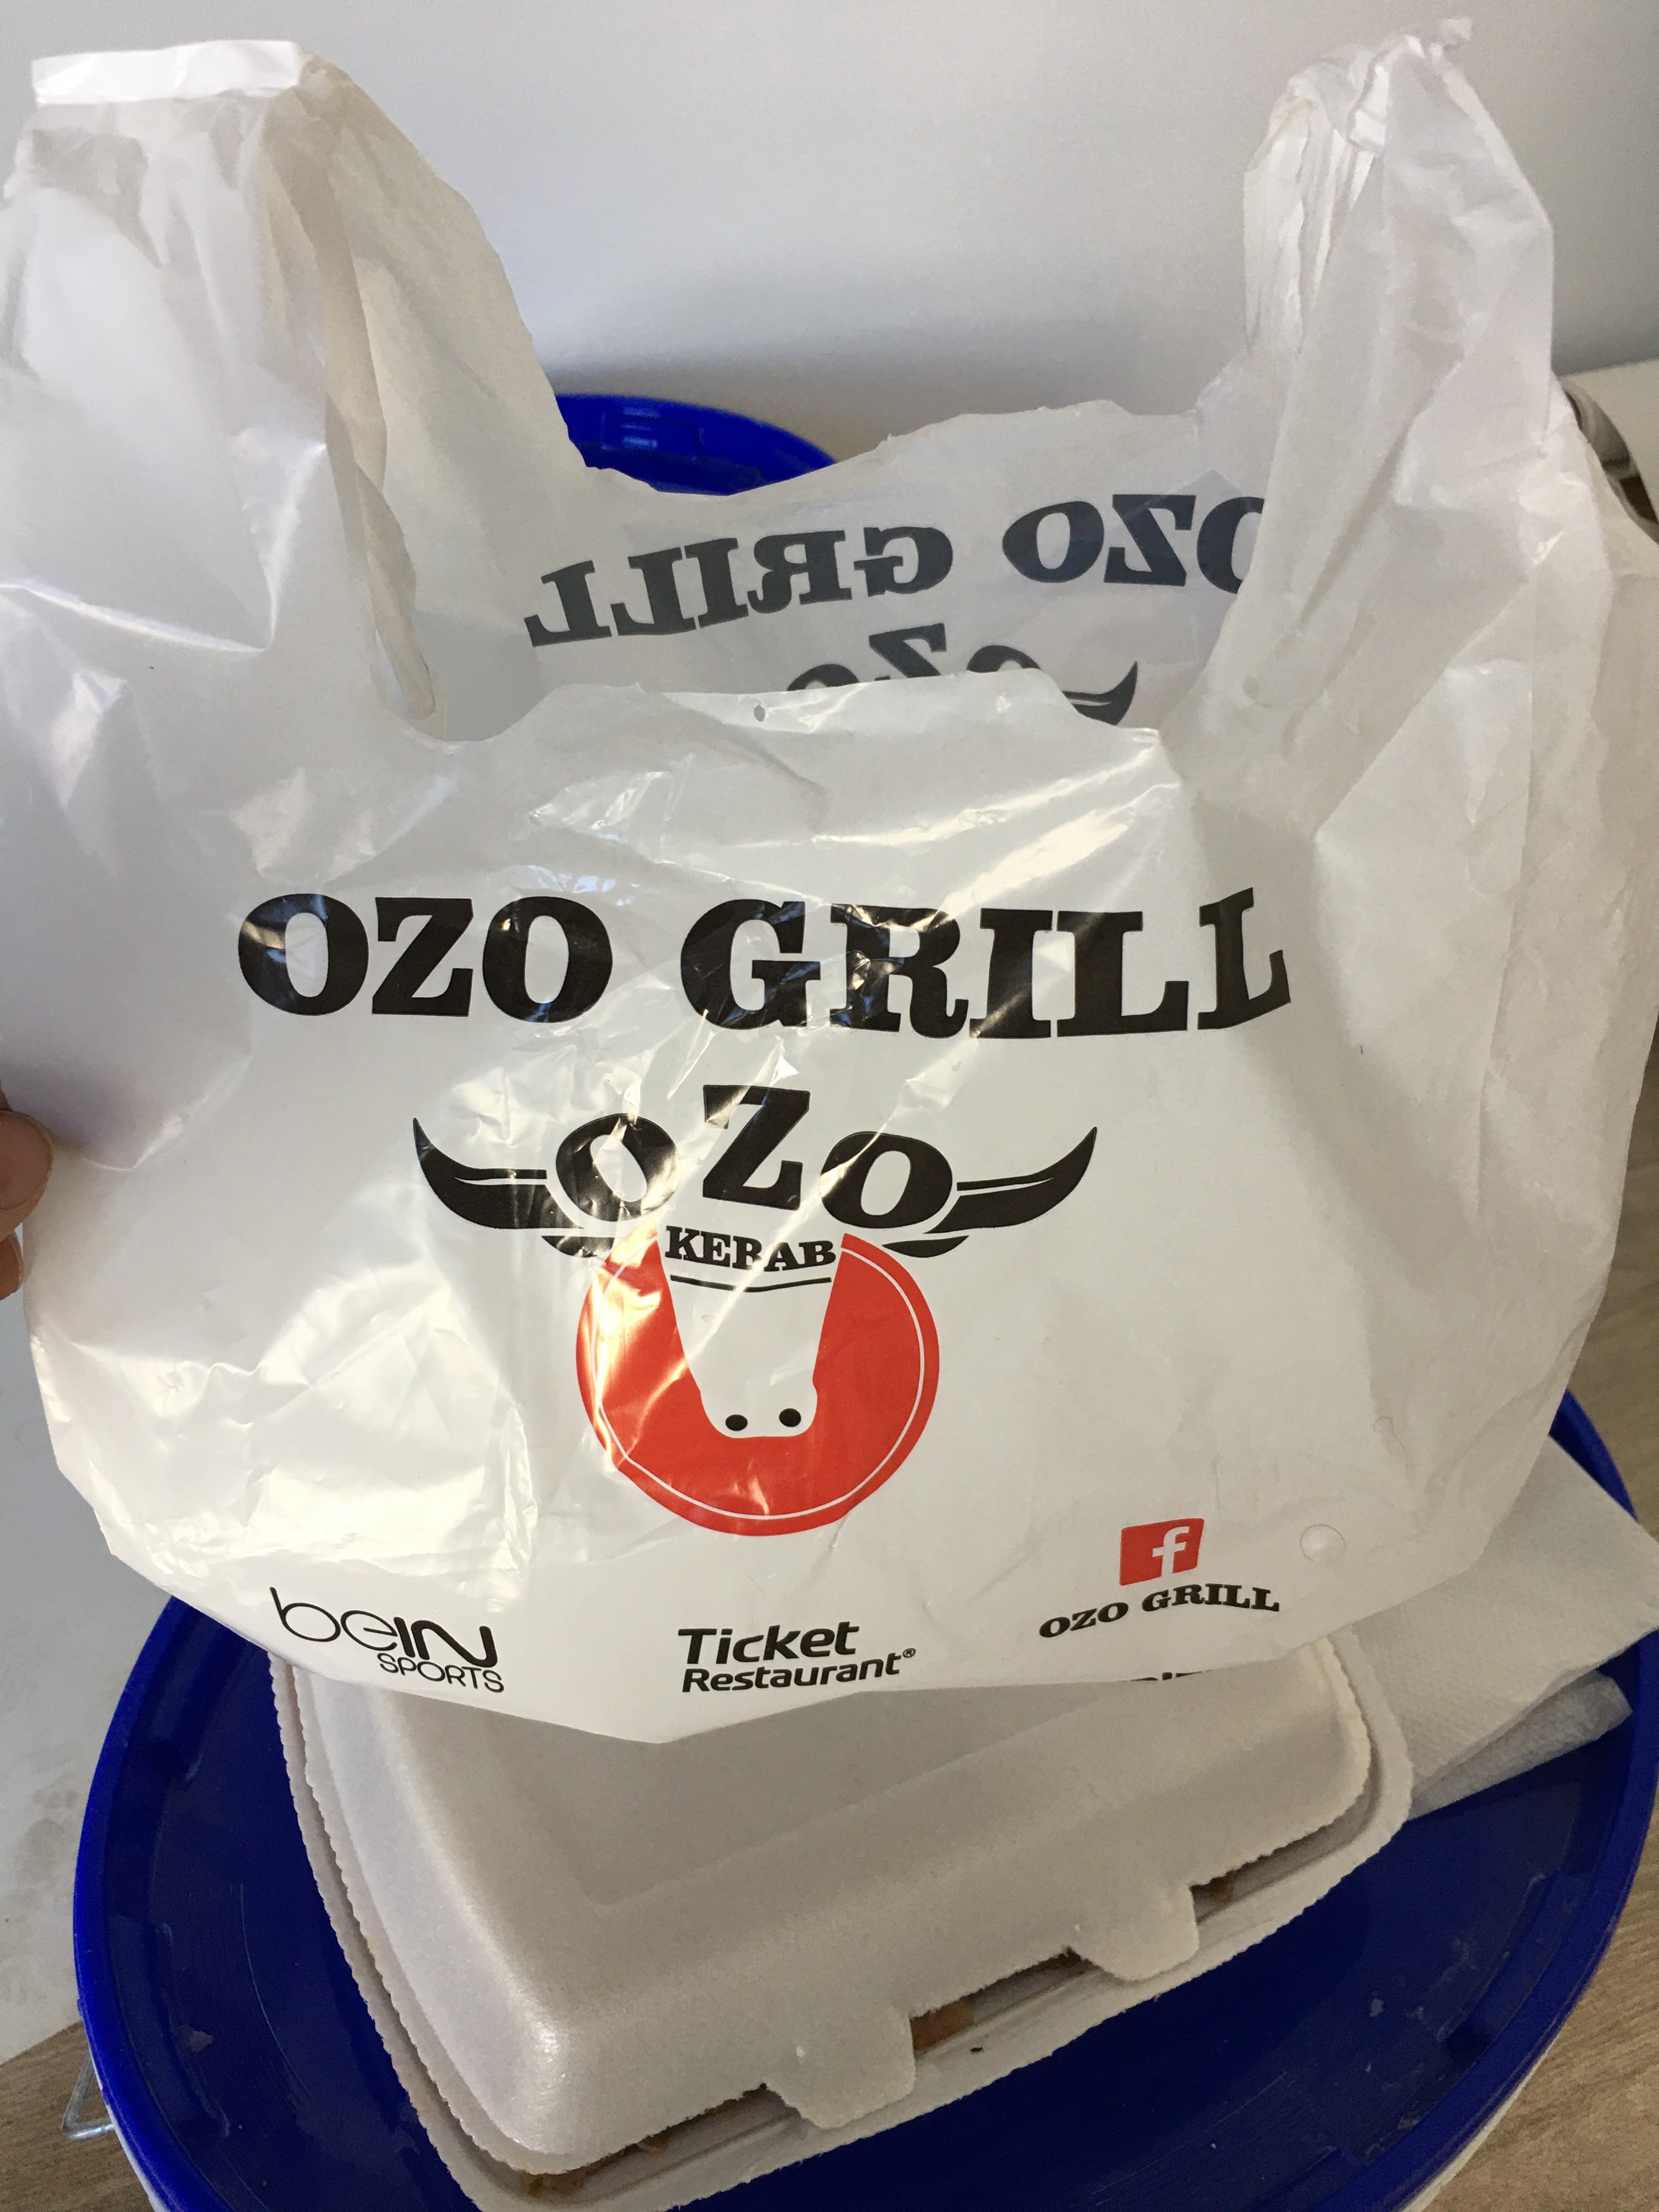 OZO GRILL
OZO
OZO GRILL
OZO
KEBAB
beIN
SPORTS
Ticket
Restaurant®
f
OZO GRILL